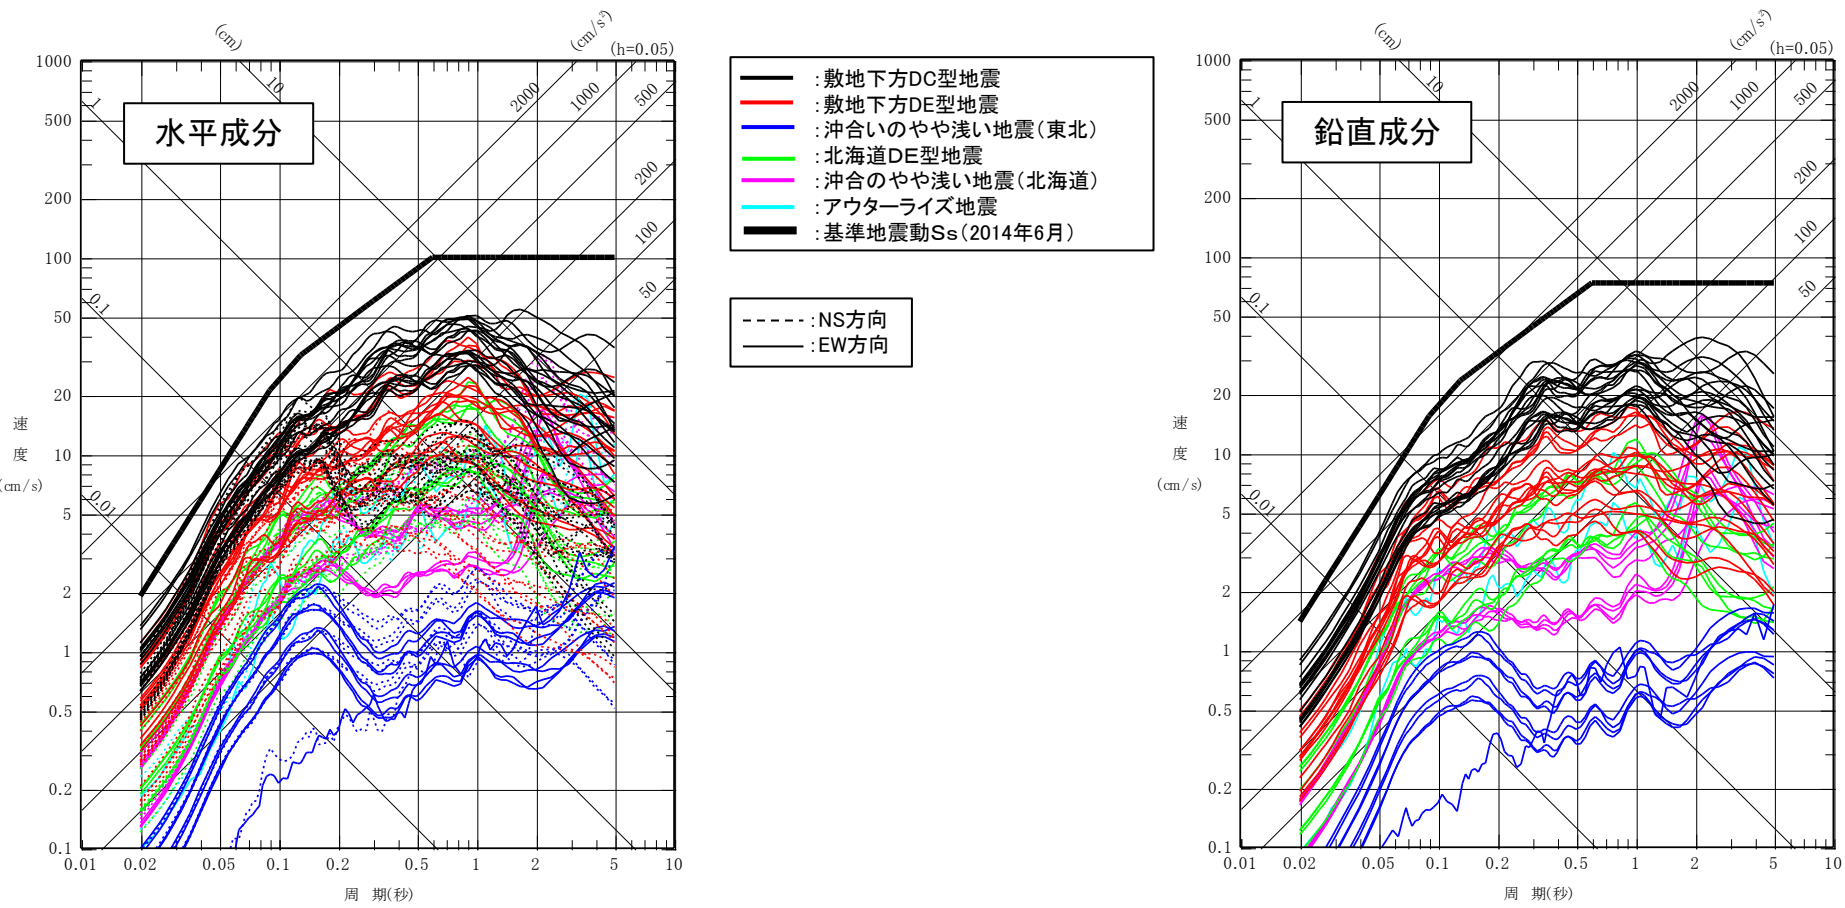 (cm)
(cm/s²)
(h=0.05)
水平成分
1000
500
200
100
50
20
10
5
2
1
0.5
0.2
0.1
1
10
2000
1000
500
200
100
50
0.1
0.01
速
度
(cm/s)
0.01
0.02
0.05
0.1
0.2
0.5
1
2
5
10
周 期(秒)
:敷地下方DC型地震
:敷地下方DE型地震
:沖合いのやや浅い地震(東北)
:北海道DE型地震
:沖合のやや浅い地震(北海道)
:アウターライズ地震
:基準地震動Ss(2014年6月)
:NS方向
:EW方向
(cm)
(cm/s²)
(h=0.05)
鉛直成分
1000
500
200
100
50
20
10
5
2
1
0.5
0.2
0.1
1
10
2000
1000
500
200
100
50
0.1
0.01
速
度
(cm/s)
0.01
0.02
0.05
0.1
0.2
0.5
1
2
5
10
周 期(秒)